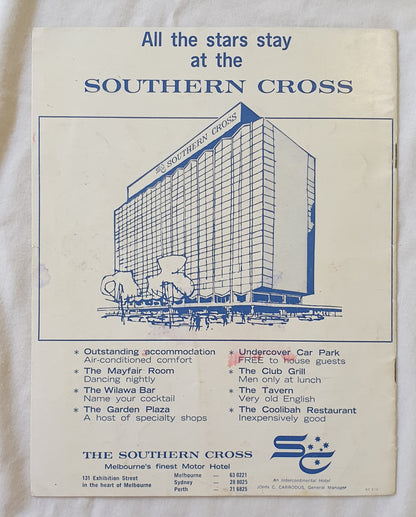 All the stars stay
at the
SOUTHERN CROSS
SC SOUTHERN CROSS
* Outstanding accommodation
Air-conditioned comfort
* The Mayfair Room
Dancing nightly
* The Wilawa Bar
Name your cocktail
* The Garden Plaza
A host of specialty shops
* Undercover Car Park
FREE to house guests
* The Club Grill
Men only at lunch
* The Tavern
Very old English
* The Coolibah Restaurant
Inexpensively good
THE SOUTHERN CROSS
Melbourne's finest Motor Hotel
131 Exhibition Street
in the heart of Melbourne
Melbourne — 63 0221
Sydney — 28 8025
Perth — 21 6825
SC
An Intercontinental Hotel
JOHN C. CARRODUS, General Manager